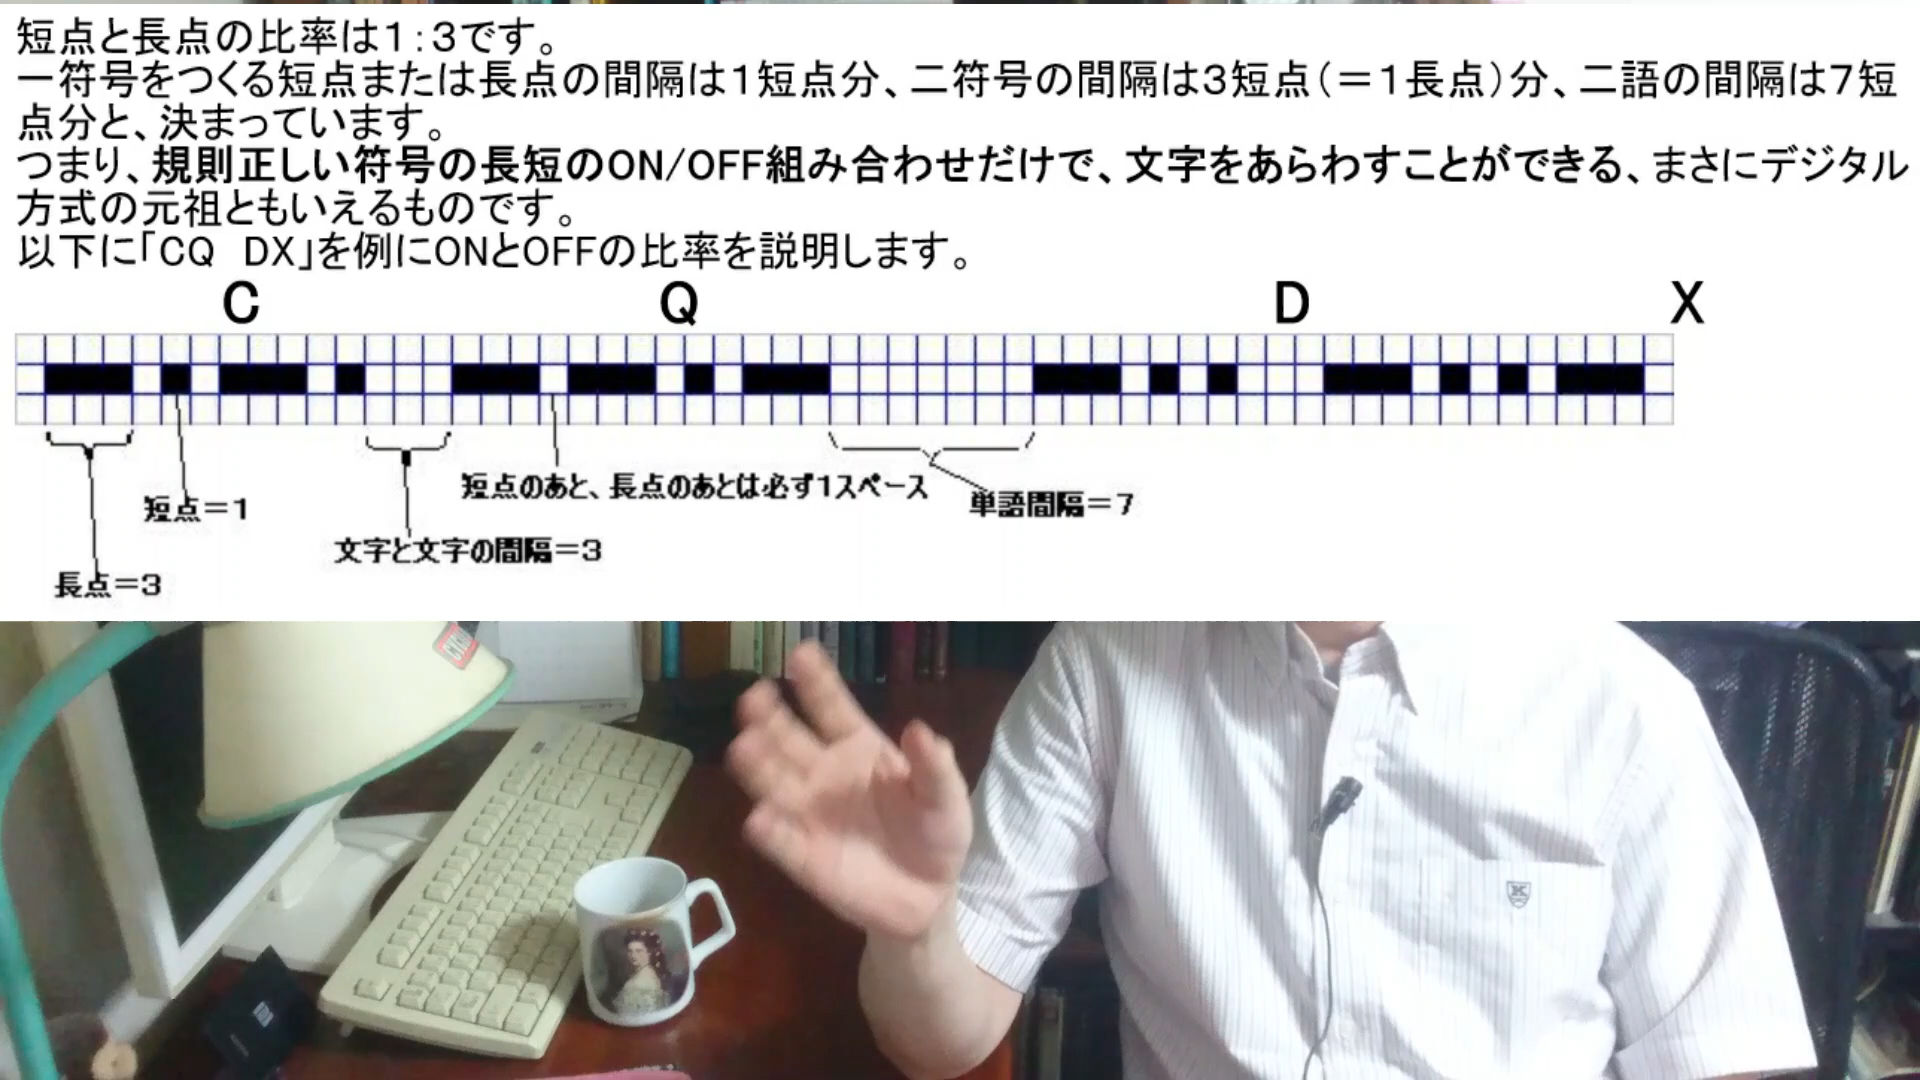 短点と長点の比率は１：３です。
一符号をつくる短点または長点の間隔は１短点分、二符号の間隔は３短点（＝１長点）分、二語の間隔は７短
点分と、決まっています。
つまり、規則正しい符号の長短のON/OFF組み合わせだけで、文字をあらわすことができる、まさにデジタル
方式の元祖ともいえるものです。
以下に「CQ　DX」を例にONとOFFの比率を説明します。
C Q D X
短点のあと、長点のあとは必ず1スペース
単語間隔＝7
短点＝1
文字と文字の間隔＝3
長点＝3